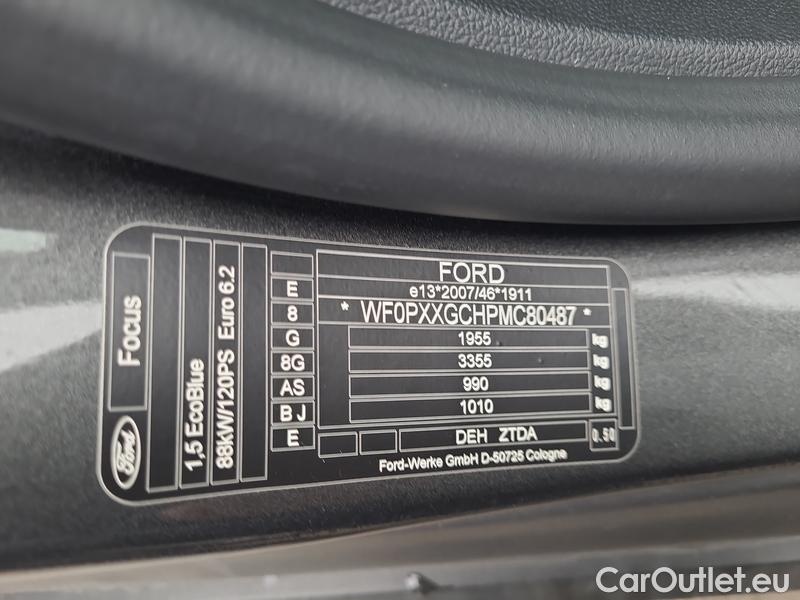 Focus
Ford
1,5 EcoBlue
88kW/120PS Euro 6.2
E
8
G
8G
AS
BJ
E
FORD
e13*2007/46*1911
* WF0PXXGCHPMC80487 *
1955 kg
3355 kg
990 kg
1010 kg
DEH ZTDA 0.50
Ford-Werke GmbH D-50725 Cologne
CarOutlet.eu